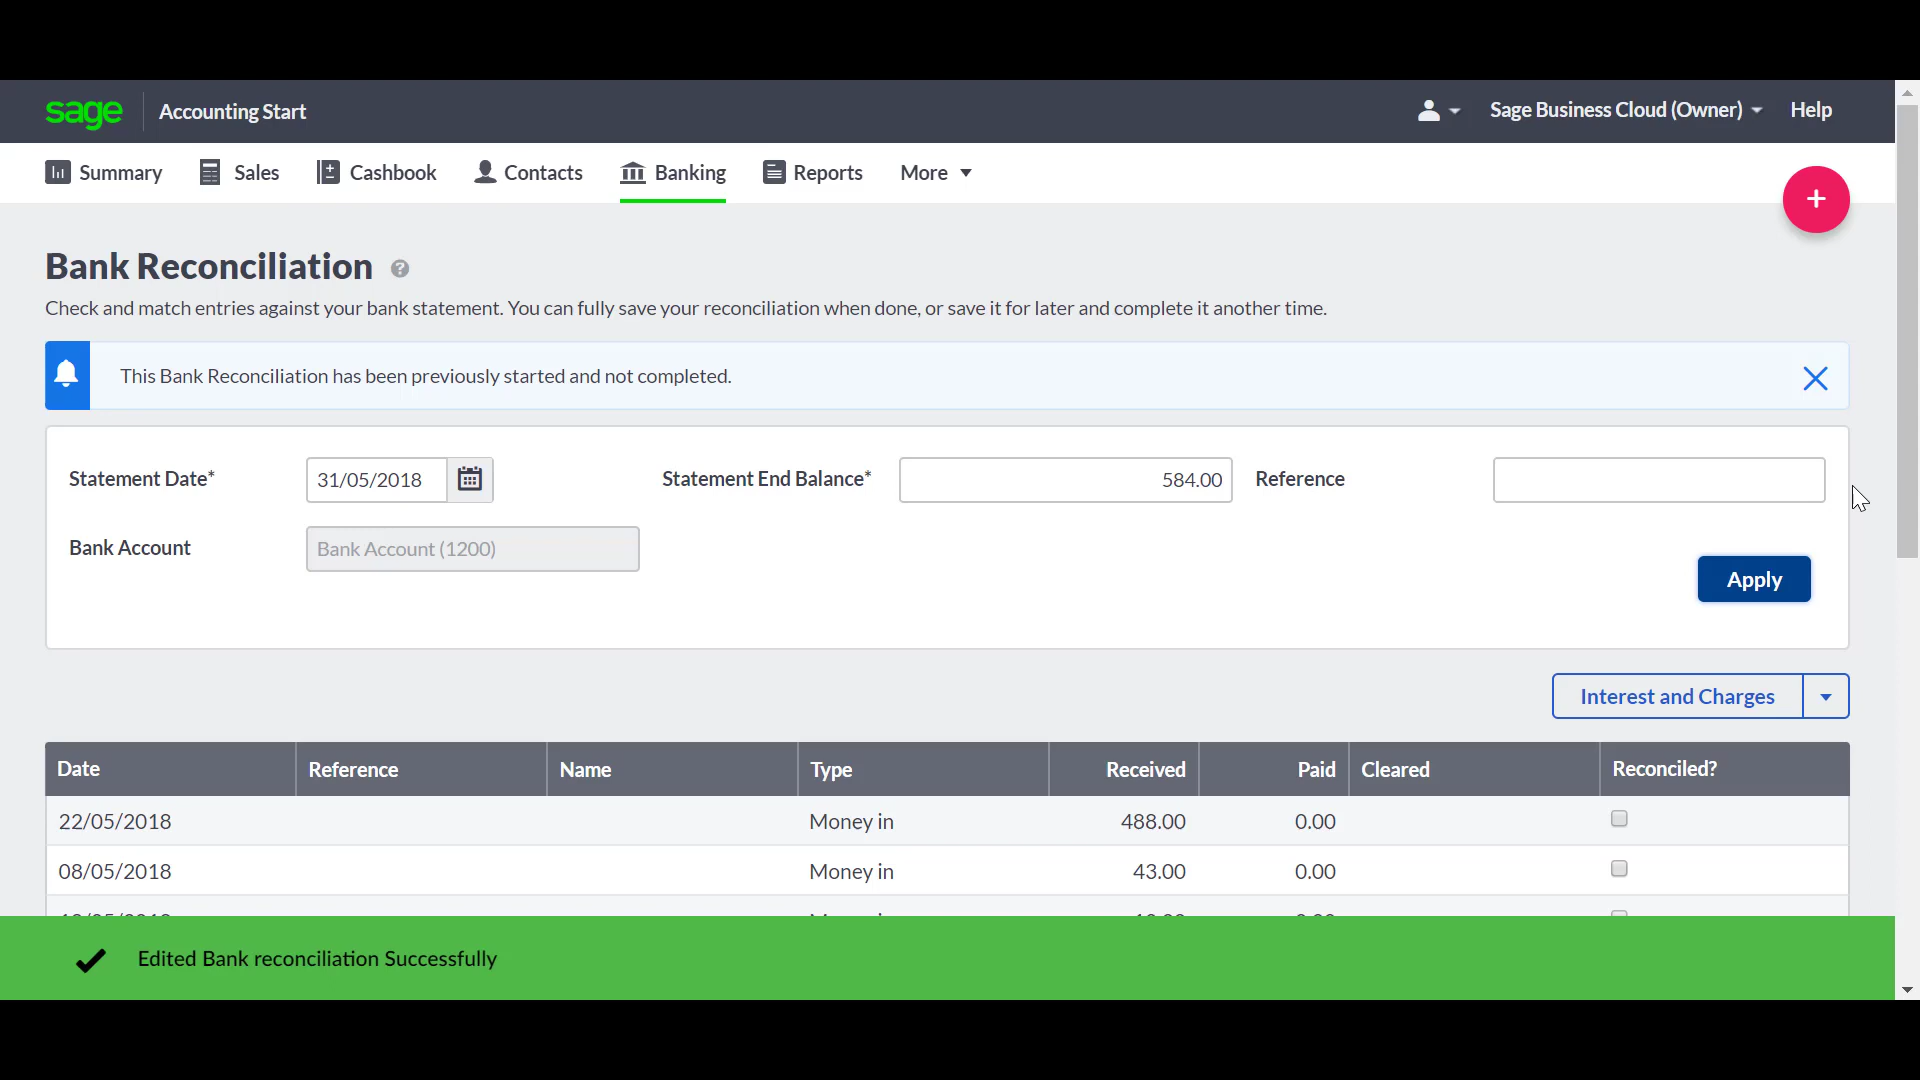 sage Accounting Start Sage Business Cloud (Owner) Help
Summary Sales Cashbook Contacts Banking Reports More
+
Bank Reconciliation ?
Check and match entries against your bank statement. You can fully save your reconciliation when done, or save it for later and complete it another time.
This Bank Reconciliation has been previously started and not completed.
Statement Date* 31/05/2018 Statement End Balance* 584.00 Reference
Bank Account Bank Account (1200)
Apply
Interest and Charges
Date Reference Name Type Received Paid Cleared Reconciled?
22/05/2018 Money in 488.00 0.00
08/05/2018 Money in 43.00 0.00
Edited Bank reconciliation Successfully